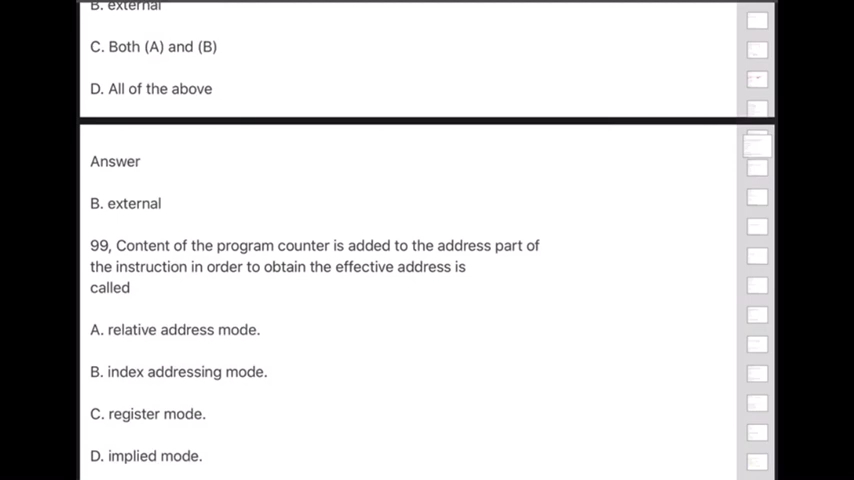 B. external
C. Both (A) and (B)
D. All of the above
Answer
B. external
99, Content of the program counter is added to the address part of
the instruction in order to obtain the effective address is
called
A. relative address mode.
B. index addressing mode.
C. register mode.
D. implied mode.